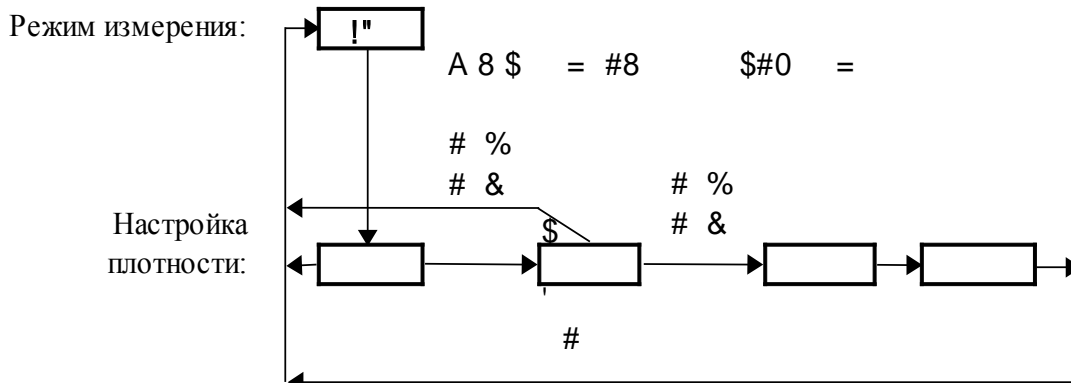 Режим измерения:
!"
A 8 $ = #8 $#0 =
# %
# &
# %
# &
Настройка
плотности:
$
'
#